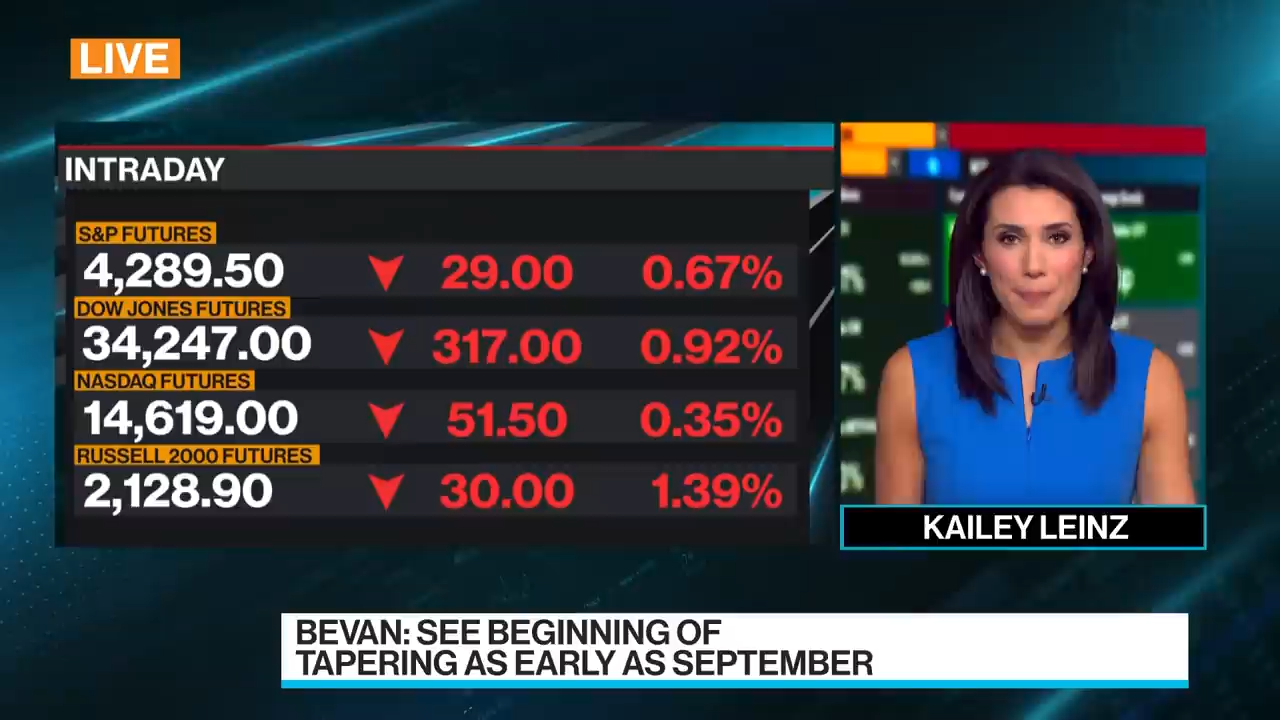 LIVE
INTRADAY
S&P FUTURES
4,289.50 ▼ 29.00 0.67%
DOW JONES FUTURES
34,247.00 ▼ 317.00 0.92%
NASDAQ FUTURES
14,619.00 ▼ 51.50 0.35%
RUSSELL 2000 FUTURES
2,128.90 ▼ 30.00 1.39%
KAILEY LEINZ
BEVAN: SEE BEGINNING OF
TAPERING AS EARLY AS SEPTEMBER